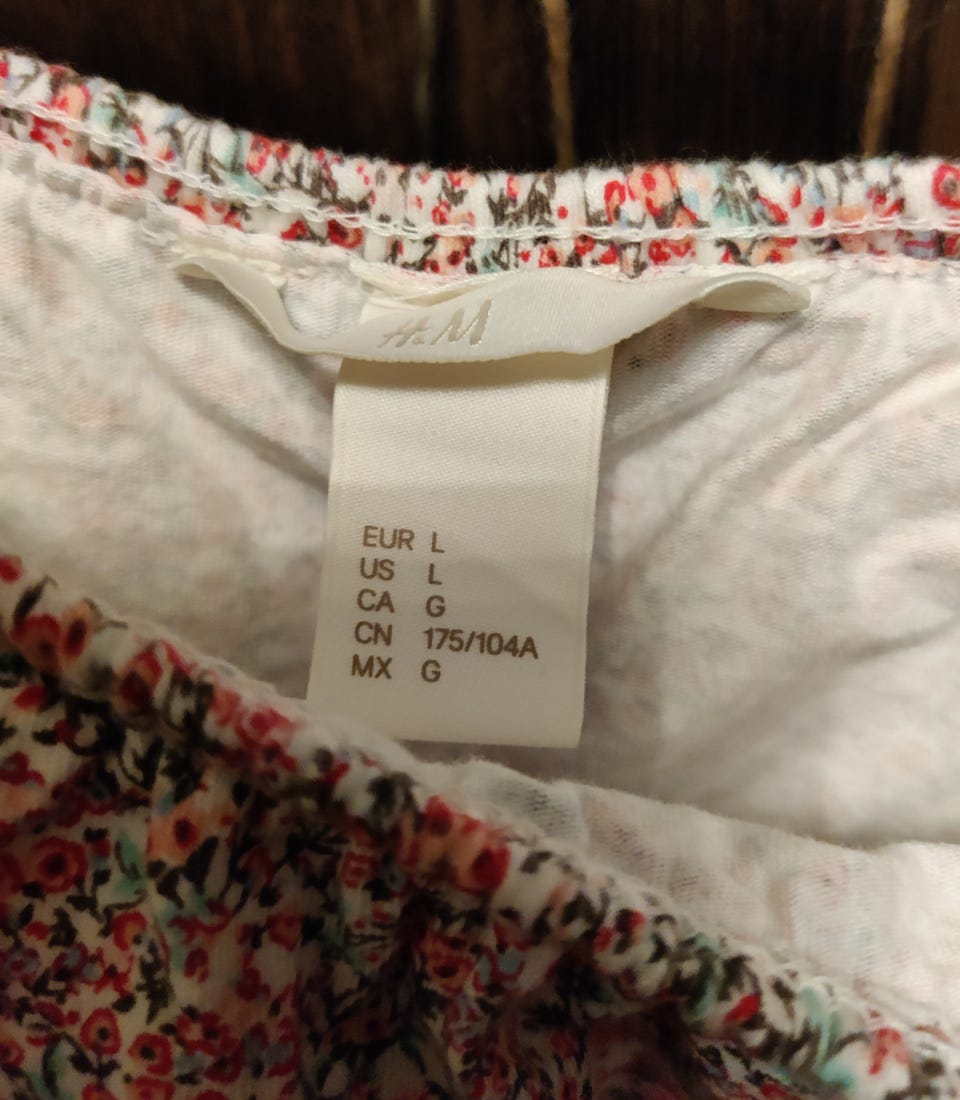 H&M
EUR L
US L
CA G
CN 175/104A
MX G